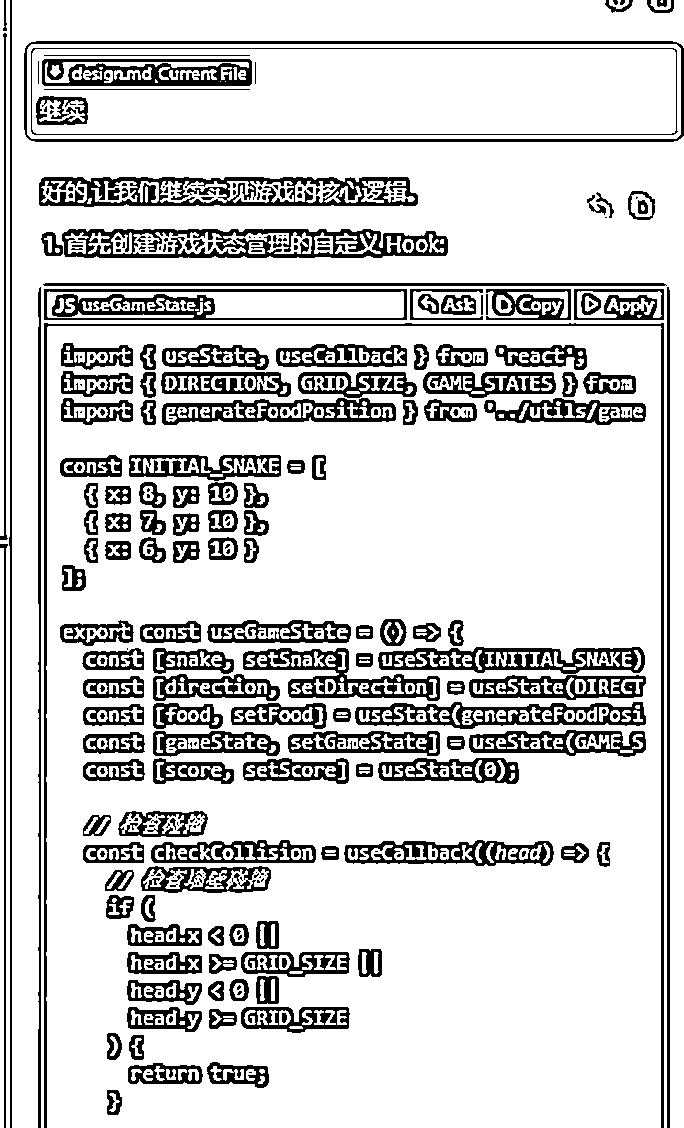 design.md Current File
继续
好的,让我们继续实现游戏的核心逻辑。
1. 首先创建游戏状态管理的自定义 Hook:
JS useGameState.js Ask Copy Apply
import { useState, useCallback } from 'react';
import { DIRECTIONS, GRID_SIZE, GAME_STATES } from
import { generateFoodPosition } from '../utils/game
const INITIAL_SNAKE = [
{ x: 8, y: 10 },
{ x: 7, y: 10 },
{ x: 6, y: 10 }
];
export const useGameState = () => {
const [snake, setSnake] = useState(INITIAL_SNAKE)
const [direction, setDirection] = useState(DIRECT
const [food, setFood] = useState(generateFoodPosi
const [gameState, setGameState] = useState(GAME_S
const [score, setScore] = useState(0);
// 检查碰撞
const checkCollision = useCallback((head) => {
// 检查墙壁碰撞
if (
head.x < 0 ||
head.x >= GRID_SIZE ||
head.y < 0 ||
head.y >= GRID_SIZE
) {
return true;
}